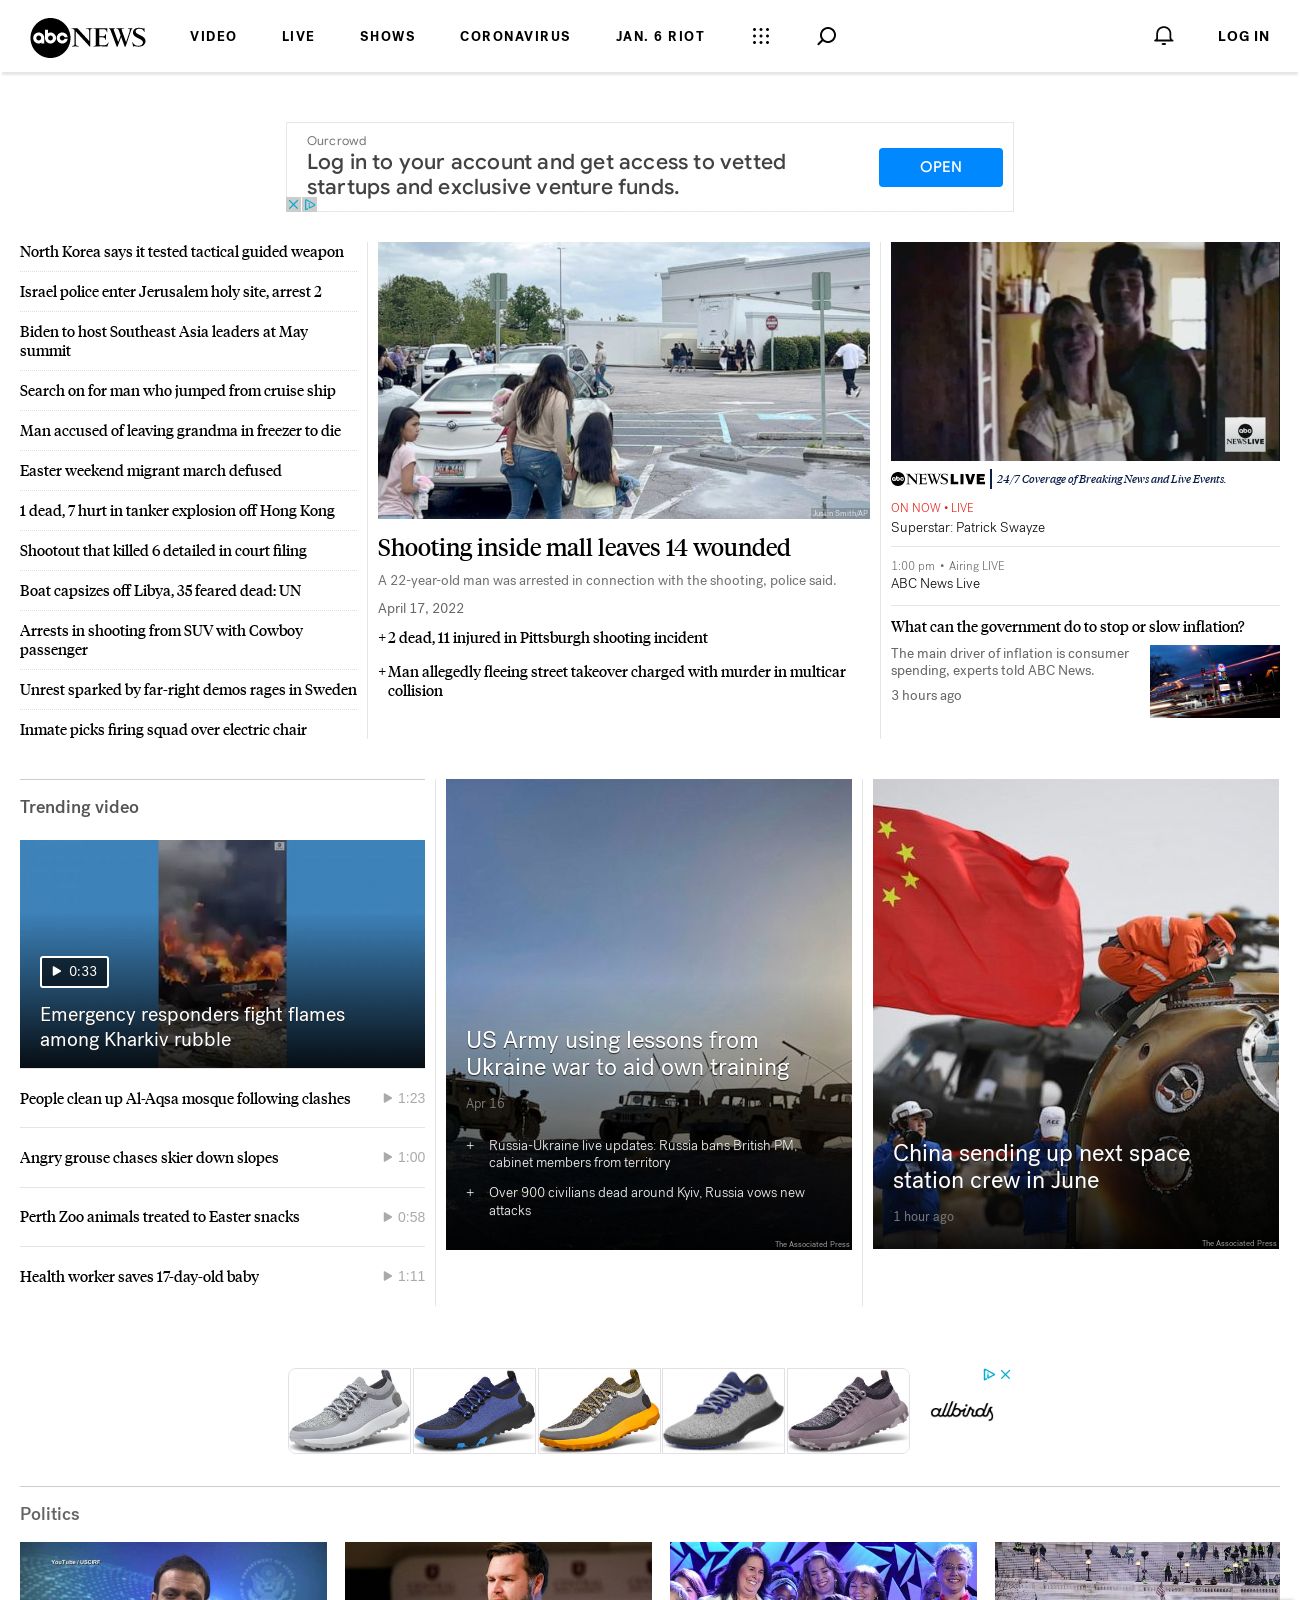 abc NEWS
VIDEO
LIVE
SHOWS
CORONAVIRUS
JAN. 6 RIOT
LOG IN
Ourcrowd
Log in to your account and get access to vetted
startups and exclusive venture funds.
OPEN
North Korea says it tested tactical guided weapon
Israel police enter Jerusalem holy site, arrest 2
Biden to host Southeast Asia leaders at May
summit
Search on for man who jumped from cruise ship
Man accused of leaving grandma in freezer to die
Easter weekend migrant march defused
1 dead, 7 hurt in tanker explosion off Hong Kong
Shootout that killed 6 detailed in court filing
Boat capsizes off Libya, 35 feared dead: UN
Arrests in shooting from SUV with Cowboy
passenger
Unrest sparked by far-right demos rages in Sweden
Inmate picks firing squad over electric chair
Justin Smith/AP
Shooting inside mall leaves 14 wounded
A 22-year-old man was arrested in connection with the shooting, police said.
April 17, 2022
+ 2 dead, 11 injured in Pittsburgh shooting incident
+ Man allegedly fleeing street takeover charged with murder in multicar
collision
abc
NEWS LIVE
abc NEWS LIVE
24/7 Coverage of Breaking News and Live Events.
ON NOW • LIVE
Superstar: Patrick Swayze
1:00 pm • Airing LIVE
ABC News Live
What can the government do to stop or slow inflation?
The main driver of inflation is consumer
spending, experts told ABC News.
3 hours ago
Trending video
0:33
Emergency responders fight flames
among Kharkiv rubble
People clean up Al-Aqsa mosque following clashes
1:23
Angry grouse chases skier down slopes
1:00
Perth Zoo animals treated to Easter snacks
0:58
Health worker saves 17-day-old baby
1:11
US Army using lessons from
Ukraine war to aid own training
Apr 16
+ Russia-Ukraine live updates: Russia bans British PM,
cabinet members from territory
+ Over 900 civilians dead around Kyiv, Russia vows new
attacks
The Associated Press
China sending up next space
station crew in June
1 hour ago
The Associated Press
allbirds
Politics
YouTube / USCIRF